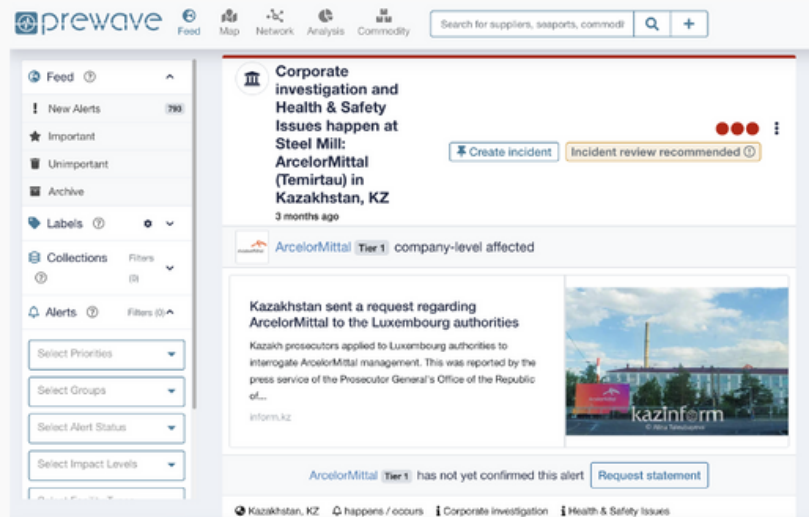 prewave
Feed
Map
Network
Analysis
Commodity
Search for suppliers, seaports, commodi
Feed
New Alerts 793
Important
Unimportant
Archive
Labels
Collections Filters (0)
Alerts Filters (0)
Select Priorities
Select Groups
Select Alert Status
Select Impact Levels
Corporate
investigation and
Health & Safety
Issues happen at
Steel Mill:
ArcelorMittal
(Temirtau) in
Kazakhstan, KZ
3 months ago
Create incident
Incident review recommended
ArcelorMittal Tier 1 company-level affected
Kazakhstan sent a request regarding
ArcelorMittal to the Luxembourg authorities
Kazakh prosecutors applied to Luxembourg authorities to
interrogate ArcelorMittal management. This was reported by the
press service of the Prosecutor General's Office of the Republic
of...
inform.kz
kazinform
ArcelorMittal Tier 1 has not yet confirmed this alert Request statement
Kazakhstan, KZ happens / occurs Corporate investigation Health & Safety Issues